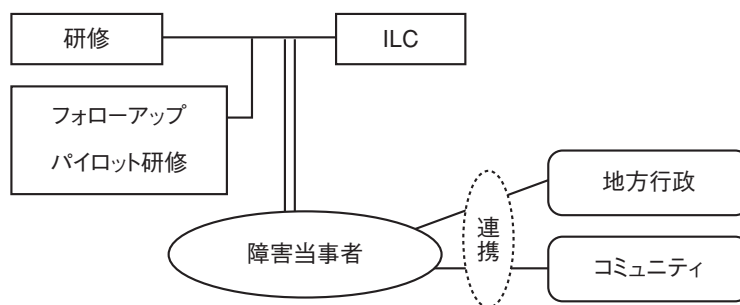 研修
ILC
フォローアップ
パイロット研修
地方行政
連携
障害当事者
コミュニティ